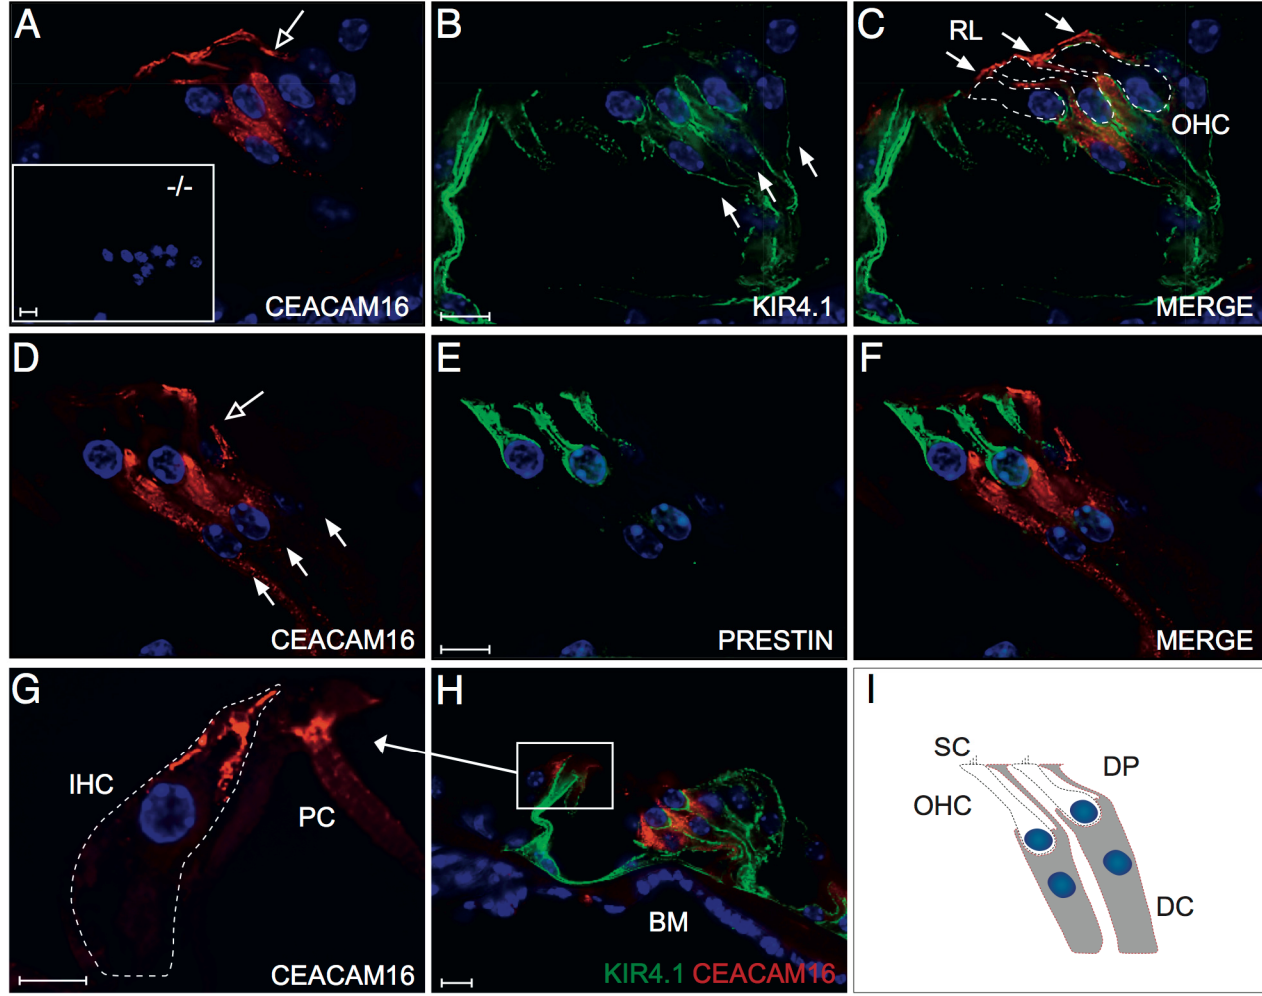 A
-/-
CEACAM16
B
KIR4.1
C
RL
OHC
MERGE
D
CEACAM16
E
PRESTIN
F
MERGE
G
IHC
PC
CEACAM16
H
BM
KIR4.1 CEACAM16
I
SC
DP
OHC
DC